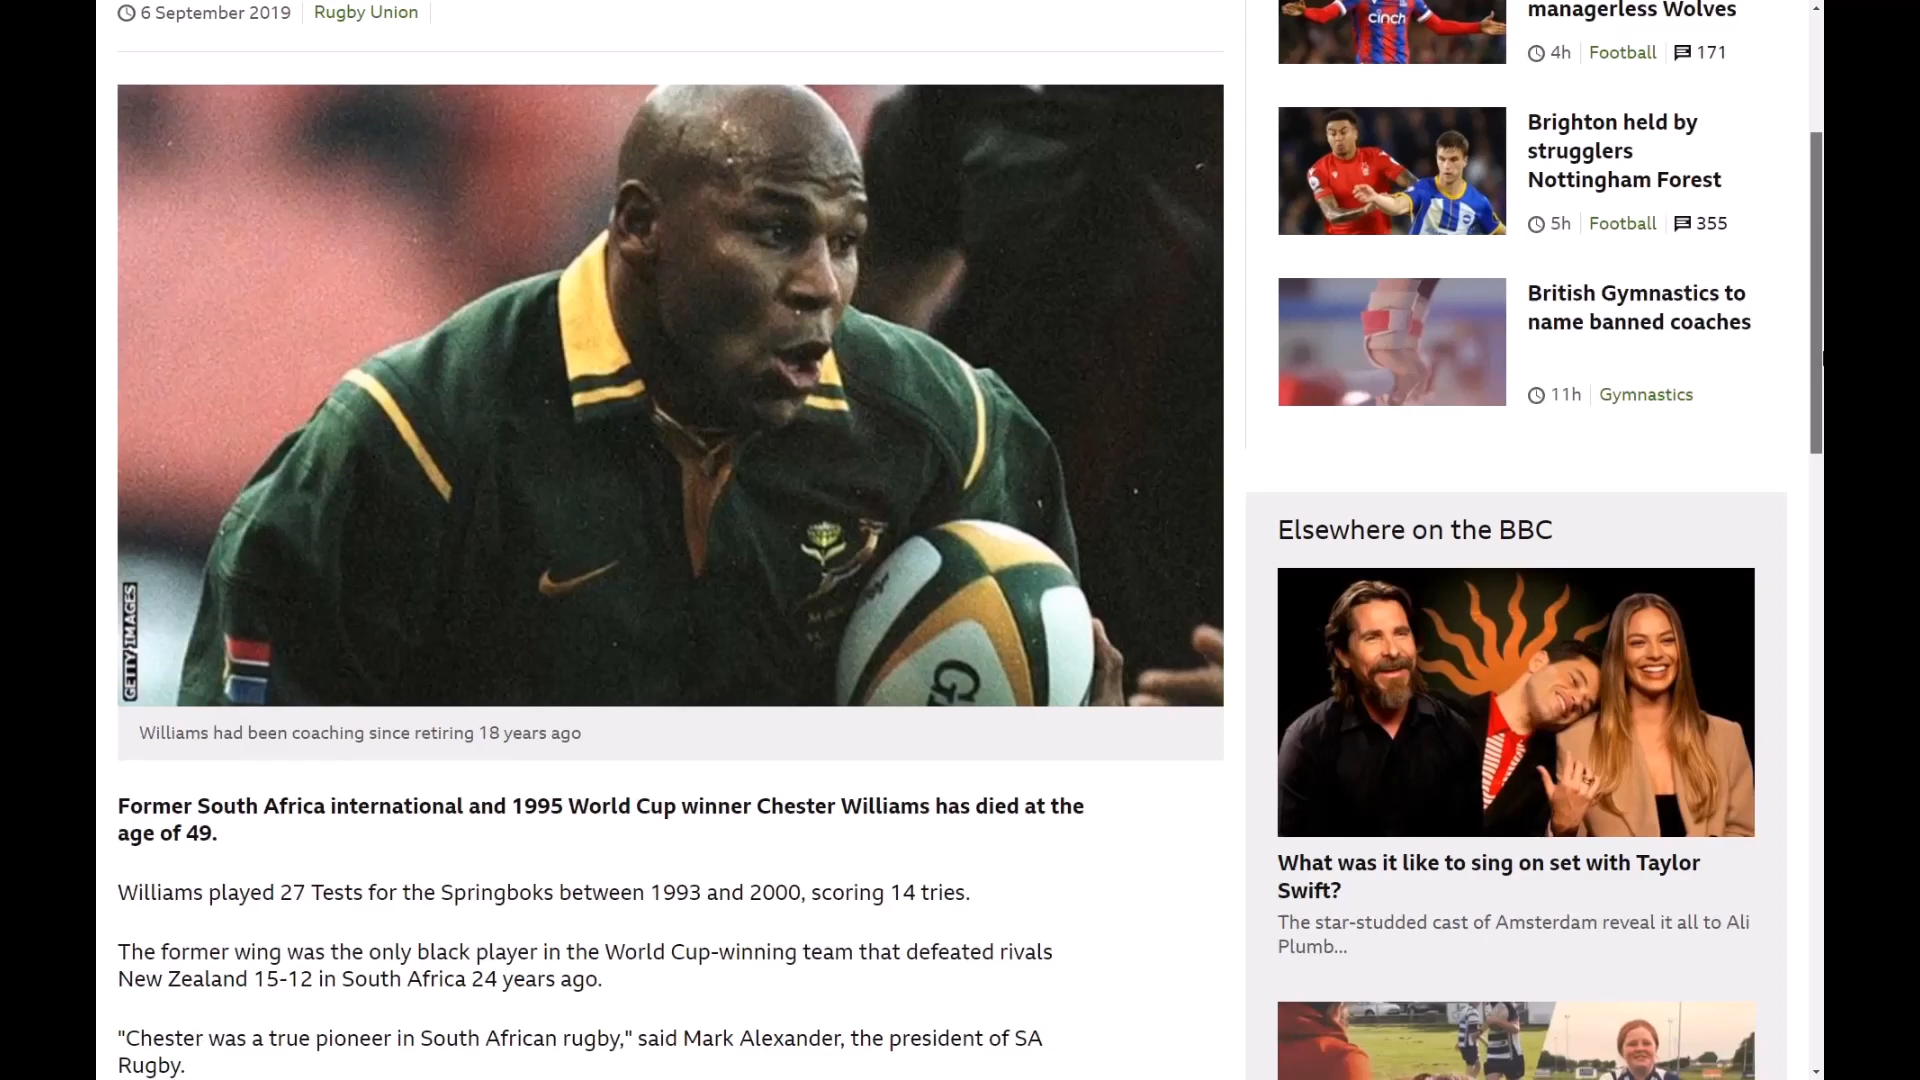 6 September 2019
Rugby Union
GETTY IMAGES
Williams had been coaching since retiring 18 years ago
Former South Africa international and 1995 World Cup winner Chester Williams has died at the
age of 49.
Williams played 27 Tests for the Springboks between 1993 and 2000, scoring 14 tries.
The former wing was the only black player in the World Cup-winning team that defeated rivals
New Zealand 15-12 in South Africa 24 years ago.
"Chester was a true pioneer in South African rugby," said Mark Alexander, the president of SA
Rugby.
cinch
managerless Wolves
4h Football 171
Brighton held by
strugglers
Nottingham Forest
5h Football 355
British Gymnastics to
name banned coaches
11h Gymnastics
Elsewhere on the BBC
What was it like to sing on set with Taylor
Swift?
The star-studded cast of Amsterdam reveal it all to Ali
Plumb...